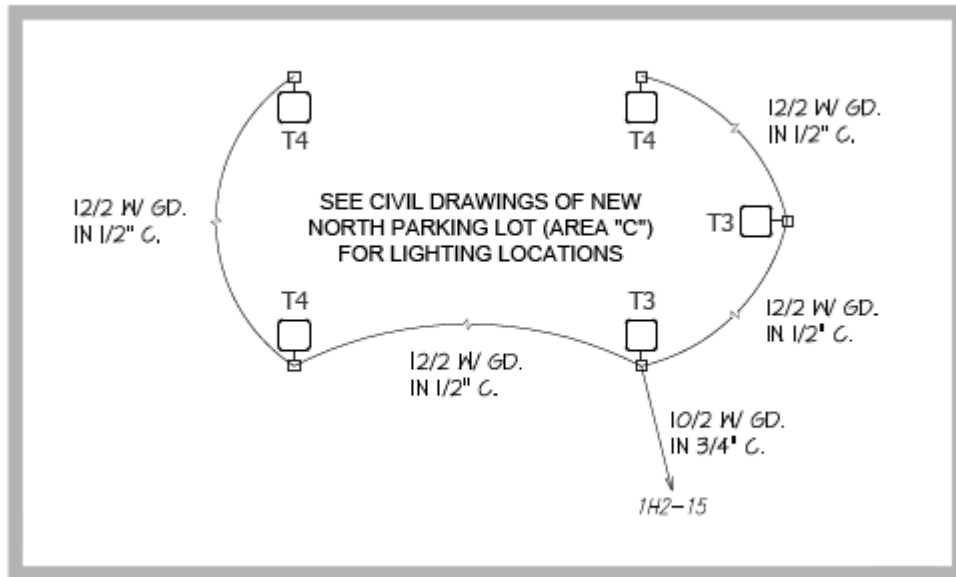 T4
T4
12/2 W/ GD.
IN 1/2" C.
12/2 W/ GD.
IN 1/2" C.
SEE CIVIL DRAWINGS OF NEW
NORTH PARKING LOT (AREA "C")
FOR LIGHTING LOCATIONS
T3
T4
T3
12/2 W/ GD.
IN 1/2" C.
12/2 W/ GD.
IN 1/2" C.
10/2 W/ GD.
IN 3/4" C.
1H2-15